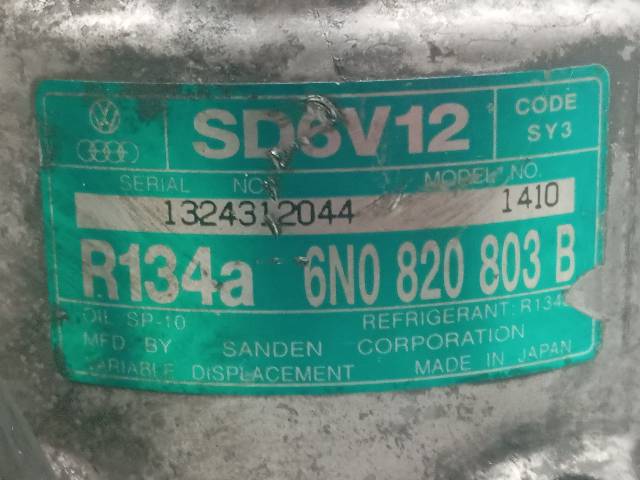 SD6V12
CODE
SY3
SERIAL NO.
MODEL NO.
1324312044
1410
R134a 6N0 820 803 B
OIL SP-10
REFRIGERANT: R134
MFD BY SANDEN CORPORATION
VARIABLE DISPLACEMENT MADE IN JAPAN